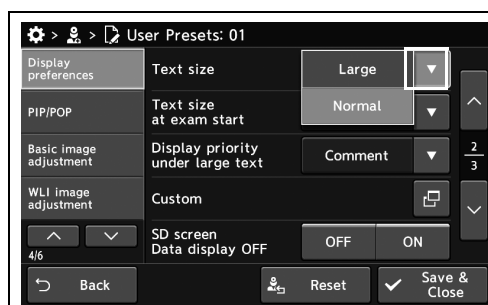 > > User Presets: 01
Display
preferences
Text size
Large
Normal
PIP/POP
Text size
at exam start
Basic image
adjustment
Display priority
under large text
Comment
2
3
WLI image
adjustment
Custom
4/6
SD screen
Data display OFF
OFF
ON
Back
Reset
Save &
Close